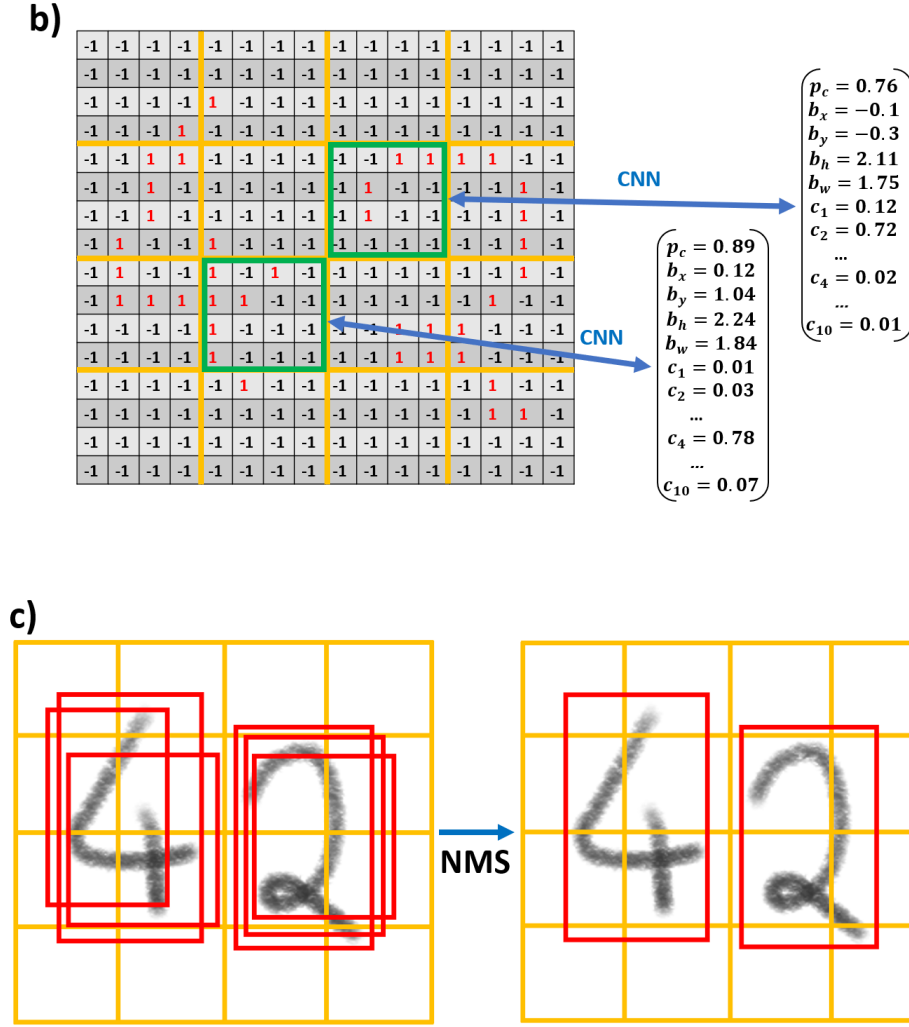 b)
-1 -1 -1 -1 -1 -1 -1 -1 -1 -1 -1 -1 -1 -1 -1 -1
-1 -1 -1 -1 -1 -1 -1 -1 -1 -1 -1 -1 -1 -1 -1 -1
-1 -1 -1 -1 1 -1 -1 -1 -1 -1 -1 -1 -1 -1 -1 -1
-1 -1 -1 1 -1 -1 -1 -1 -1 -1 -1 -1 -1 -1 -1 -1
-1 -1 1 1 -1 -1 -1 -1 -1 -1 1 1 1 1 -1 -1
-1 -1 1 -1 -1 -1 -1 -1 -1 1 -1 -1 -1 -1 1 -1
-1 -1 1 -1 -1 -1 -1 -1 -1 1 -1 -1 -1 -1 1 -1
-1 1 -1 -1 1 -1 -1 -1 -1 -1 -1 -1 -1 -1 1 -1
-1 1 -1 -1 1 -1 1 -1 -1 -1 -1 -1 -1 -1 1 -1
-1 1 1 1 1 1 -1 -1 -1 -1 -1 -1 -1 1 -1 -1
-1 -1 -1 -1 1 -1 -1 -1 -1 -1 1 1 1 -1 -1 -1
-1 -1 -1 -1 1 -1 -1 -1 -1 -1 1 1 1 -1 -1 -1
-1 -1 -1 -1 -1 1 -1 -1 -1 -1 -1 -1 -1 1 -1 -1
-1 -1 -1 -1 -1 -1 -1 -1 -1 -1 -1 -1 -1 1 1 -1
-1 -1 -1 -1 -1 -1 -1 -1 -1 -1 -1 -1 -1 -1 -1 -1
-1 -1 -1 -1 -1 -1 -1 -1 -1 -1 -1 -1 -1 -1 -1 -1
CNN
p_c = 0.76
b_x = −0.1
b_y = −0.3
b_h = 2.11
b_w = 1.75
c_1 = 0.12
c_2 = 0.72
...
c_4 = 0.02
...
c_10 = 0.01
CNN
p_c = 0.89
b_x = 0.12
b_y = 1.04
b_h = 2.24
b_w = 1.84
c_1 = 0.01
c_2 = 0.03
...
c_4 = 0.78
...
c_10 = 0.07
c)
4 2
NMS
4 2